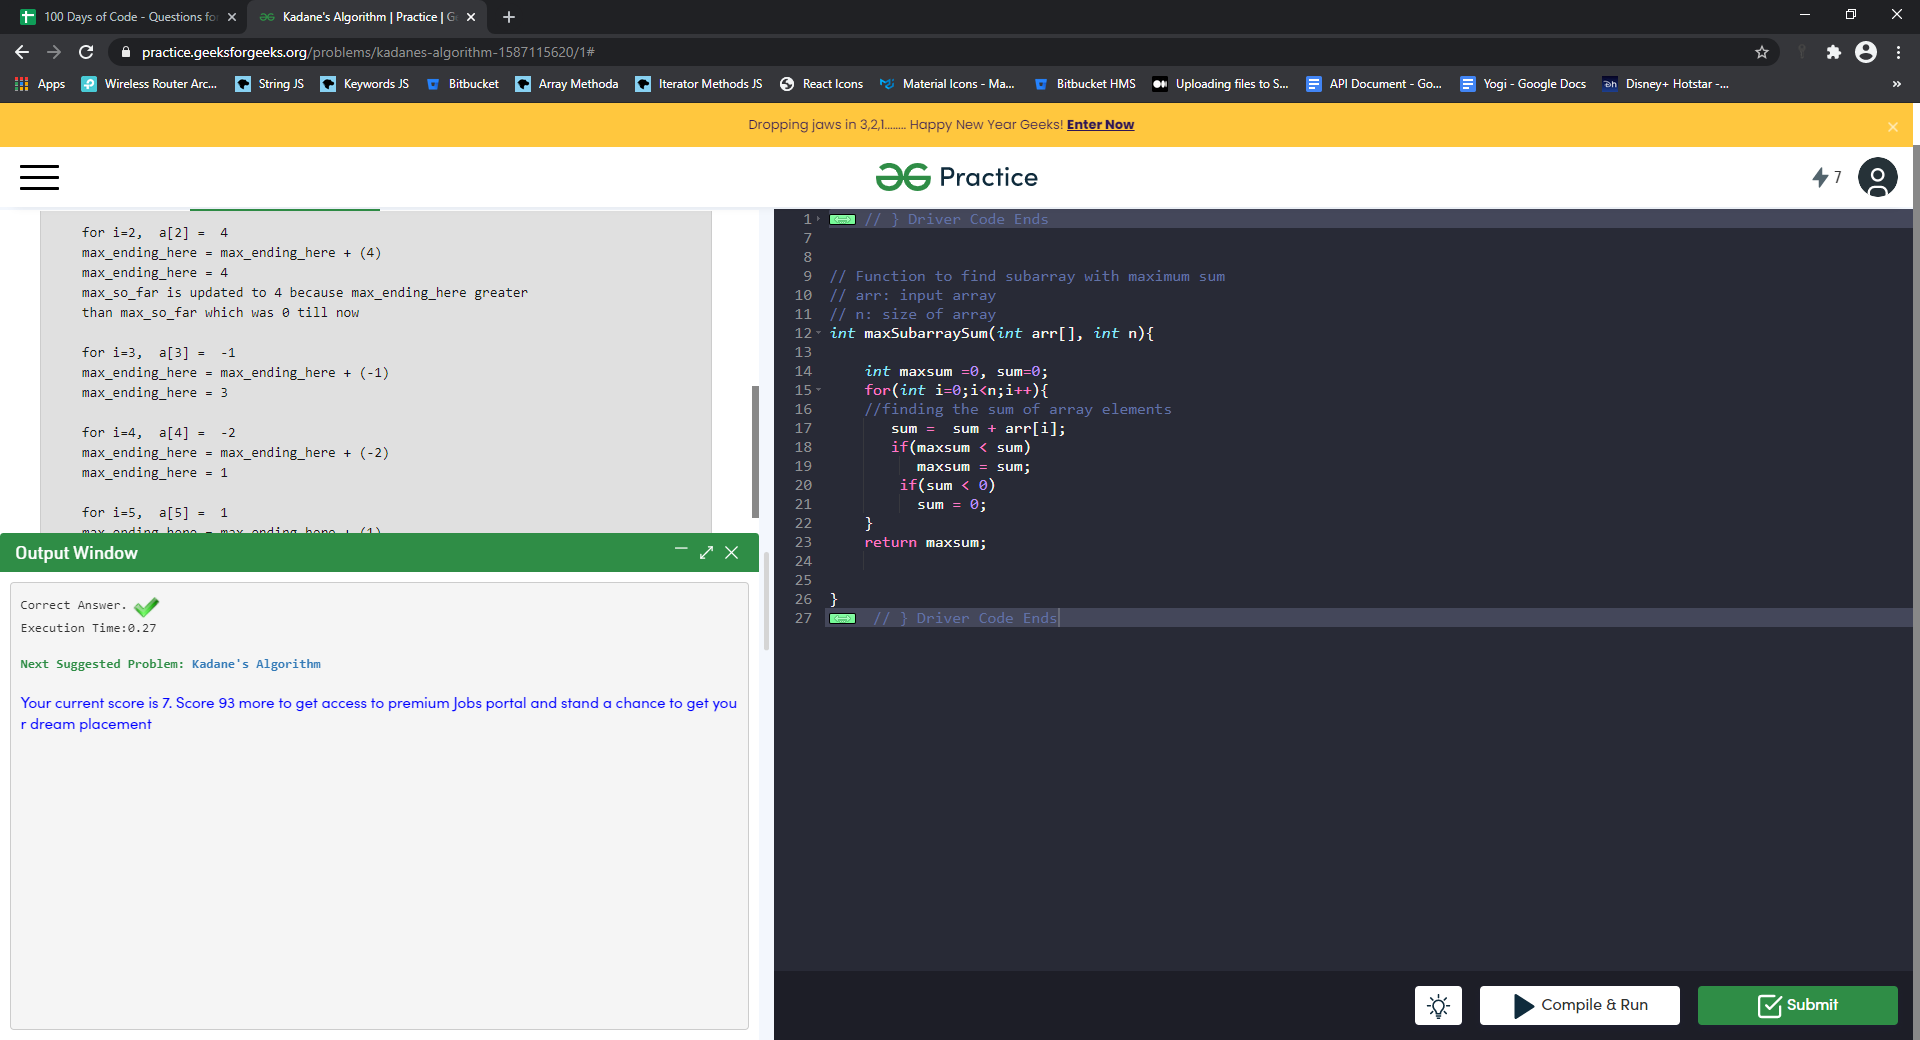 100 Days of Code - Questions fo
Kadane's Algorithm | Practice | G
practice.geeksforgeeks.org/problems/kadanes-algorithm-1587115620/1#
Apps
Wireless Router Arc...
String JS
Keywords JS
Bitbucket
Array Methoda
Iterator Methods JS
React Icons
Material Icons - Ma...
Bitbucket HMS
Uploading files to S...
API Document - Go...
Yogi - Google Docs
Disney+ Hotstar -...
»
Dropping jaws in 3,2,1........ Happy New Year Geeks! Enter Now
Practice
7
for i=2,  a[2] =  4
max_ending_here = max_ending_here + (4)
max_ending_here = 4
max_so_far is updated to 4 because max_ending_here greater
than max_so_far which was 0 till now
for i=3,  a[3] =  -1
max_ending_here = max_ending_here + (-1)
max_ending_here = 3
for i=4,  a[4] =  -2
max_ending_here = max_ending_here + (-2)
max_ending_here = 1
for i=5,  a[5] =  1
max_ending_here = max_ending_here + (1)
Output Window
Correct Answer.
Execution Time:0.27
Next Suggested Problem: Kadane's Algorithm
Your current score is 7. Score 93 more to get access to premium Jobs portal and stand a chance to get you
r dream placement
1 // } Driver Code Ends
7
8
9 // Function to find subarray with maximum sum
10 // arr: input array
11 // n: size of array
12 int maxSubarraySum(int arr[], int n){
13
14 int maxsum =0, sum=0;
15 for(int i=0;i<n;i++){
16 //finding the sum of array elements
17 sum =  sum + arr[i];
18 if(maxsum < sum)
19 maxsum = sum;
20 if(sum < 0)
21 sum = 0;
22 }
23 return maxsum;
24
25
26 }
27 // } Driver Code Ends
Compile & Run
Submit